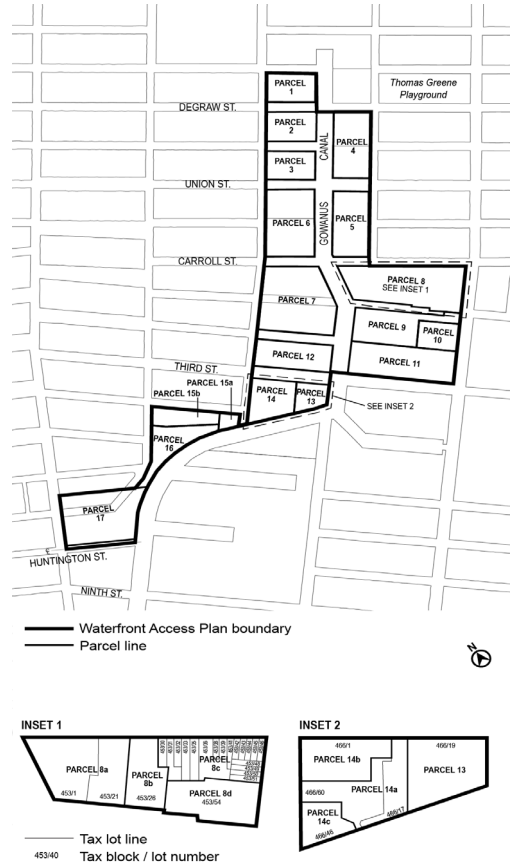 PARCEL
1
Thomas Greene
Playground
DEGRAW ST.
PARCEL
2
CANAL
PARCEL
4
PARCEL
3
UNION ST.
GOWANUS
PARCEL 6
PARCEL
5
CARROLL ST.
PARCEL 8
SEE INSET 1
PARCEL 7
PARCEL 9
PARCEL
10
PARCEL 12
PARCEL 11
THIRD ST.
PARCEL 15a
PARCEL 15b
PARCEL
14
PARCEL
13
SEE INSET 2
PARCEL
16
PARCEL
17
HUNTINGTON ST.
NINTH ST.
Waterfront Access Plan boundary
Parcel line
N
INSET 1
PARCEL 8a
453/1
453/21
PARCEL
8b
453/26
PARCEL
8c
PARCEL 8d
453/54
INSET 2
466/1
466/19
PARCEL 14b
PARCEL 13
466/60
PARCEL 14a
PARCEL
14c
466/46
466/17
Tax lot line
453/40
Tax block / lot number